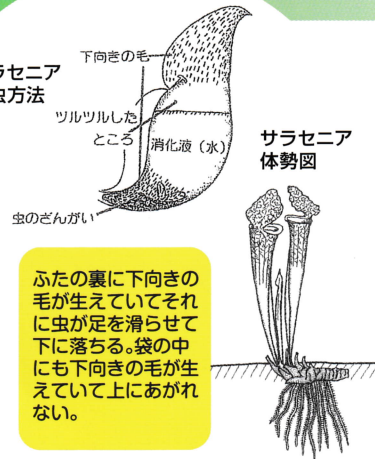 ラセニア
虫方法
下向きの毛
ツルツルした
ところ
消化液（水）
虫のざんがい
サラセニア
体勢図
ふたの裏に下向きの
毛が生えていてそれ
に虫が足を滑らせて
下に落ちる。袋の中
にも下向きの毛が生
えていて上にあがれ
ない。